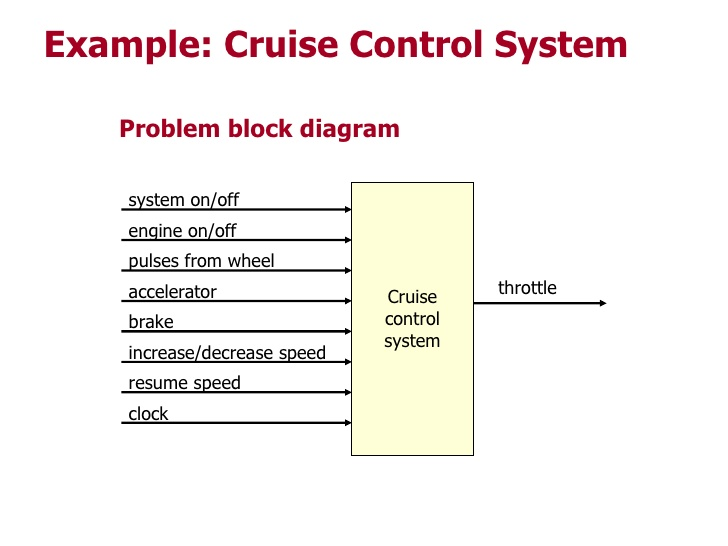 Example: Cruise Control System
Problem block diagram
system on/off
engine on/off
pulses from wheel
accelerator
brake
increase/decrease speed
resume speed
clock
Cruise
control
system
throttle